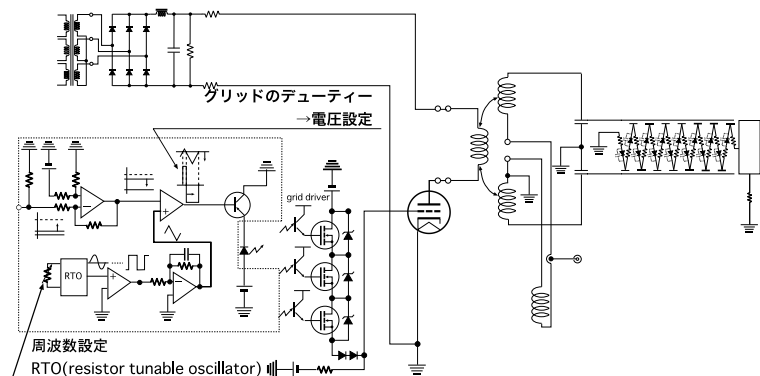 グリッドのデューティー
→電圧設定
grid driver
RTO
周波数設定
RTO(resistor tunable oscillator)